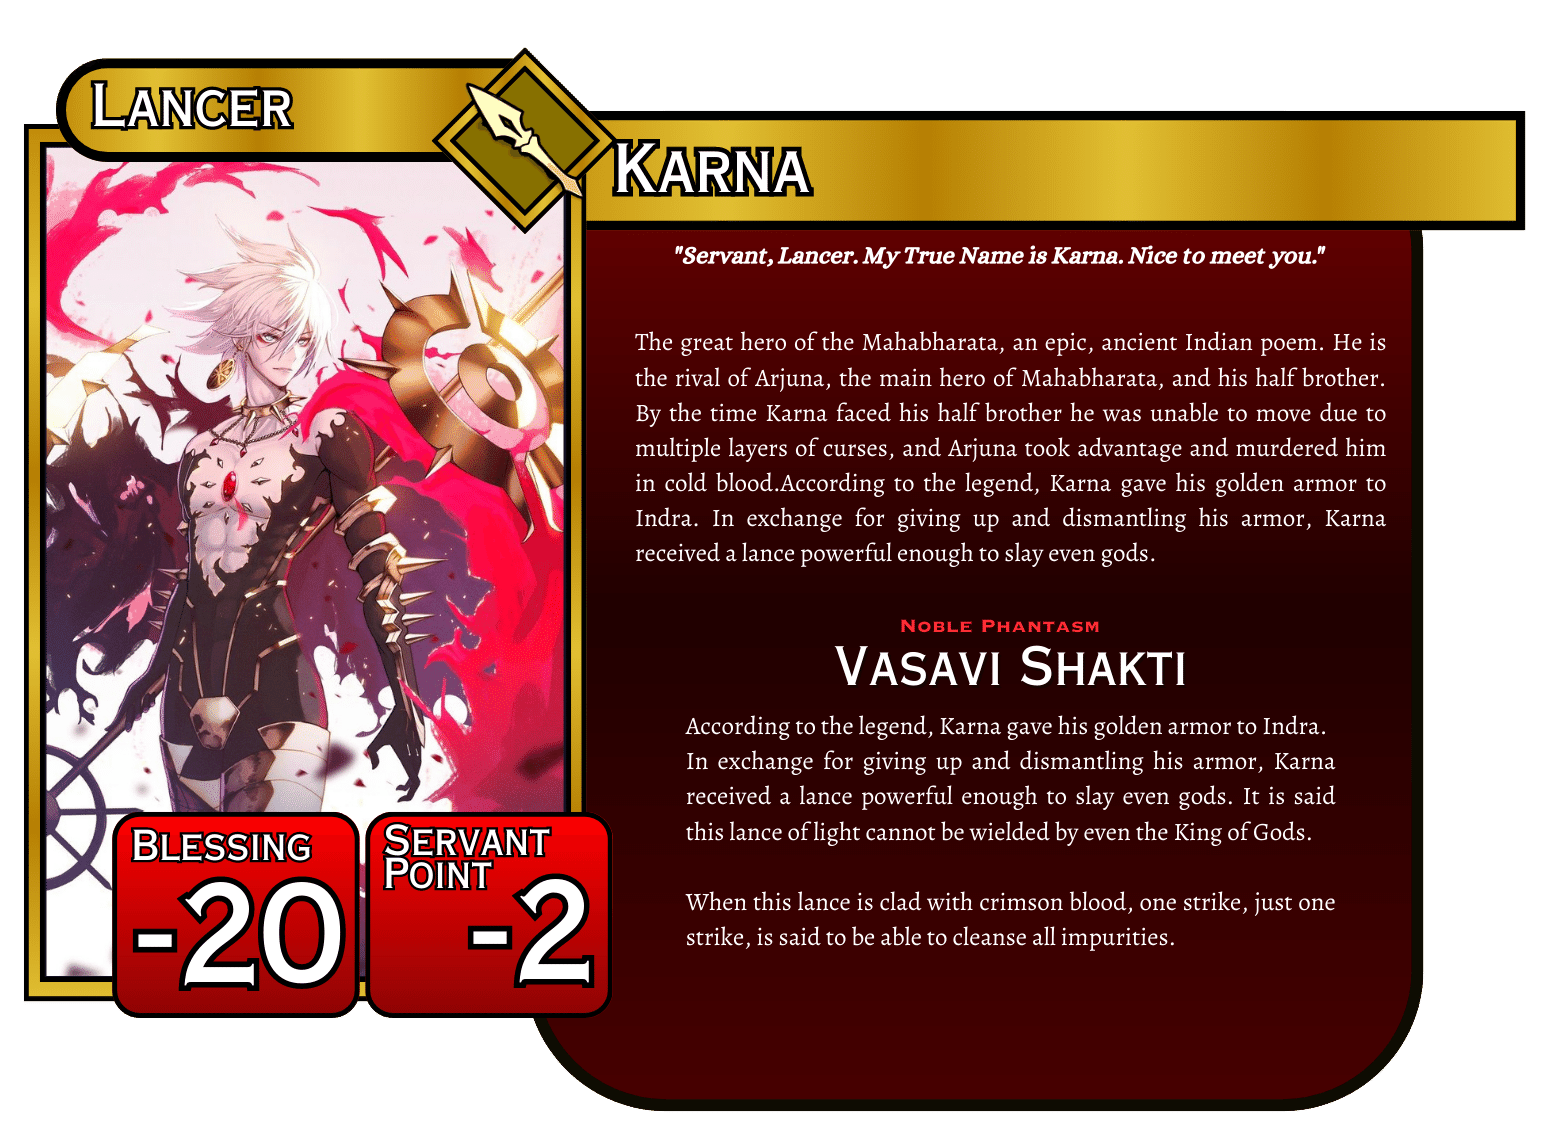 LANCER
KARNA
"Servant, Lancer. My True Name is Karna. Nice to meet you."
The great hero of the Mahabharata, an epic, ancient Indian poem. He is
the rival of Arjuna, the main hero of Mahabharata, and his half brother.
By the time Karna faced his half brother he was unable to move due to
multiple layers of curses, and Arjuna took advantage and murdered him
in cold blood.According to the legend, Karna gave his golden armor to
Indra. In exchange for giving up and dismantling his armor, Karna
received a lance powerful enough to slay even gods.
NOBLE PHANTASM
VASAVI SHAKTI
According to the legend, Karna gave his golden armor to Indra.
In exchange for giving up and dismantling his armor, Karna
received a lance powerful enough to slay even gods. It is said
this lance of light cannot be wielded by even the King of Gods.
When this lance is clad with crimson blood, one strike, just one
strike, is said to be able to cleanse all impurities.
BLESSING
-20
SERVANT
POINT
-2